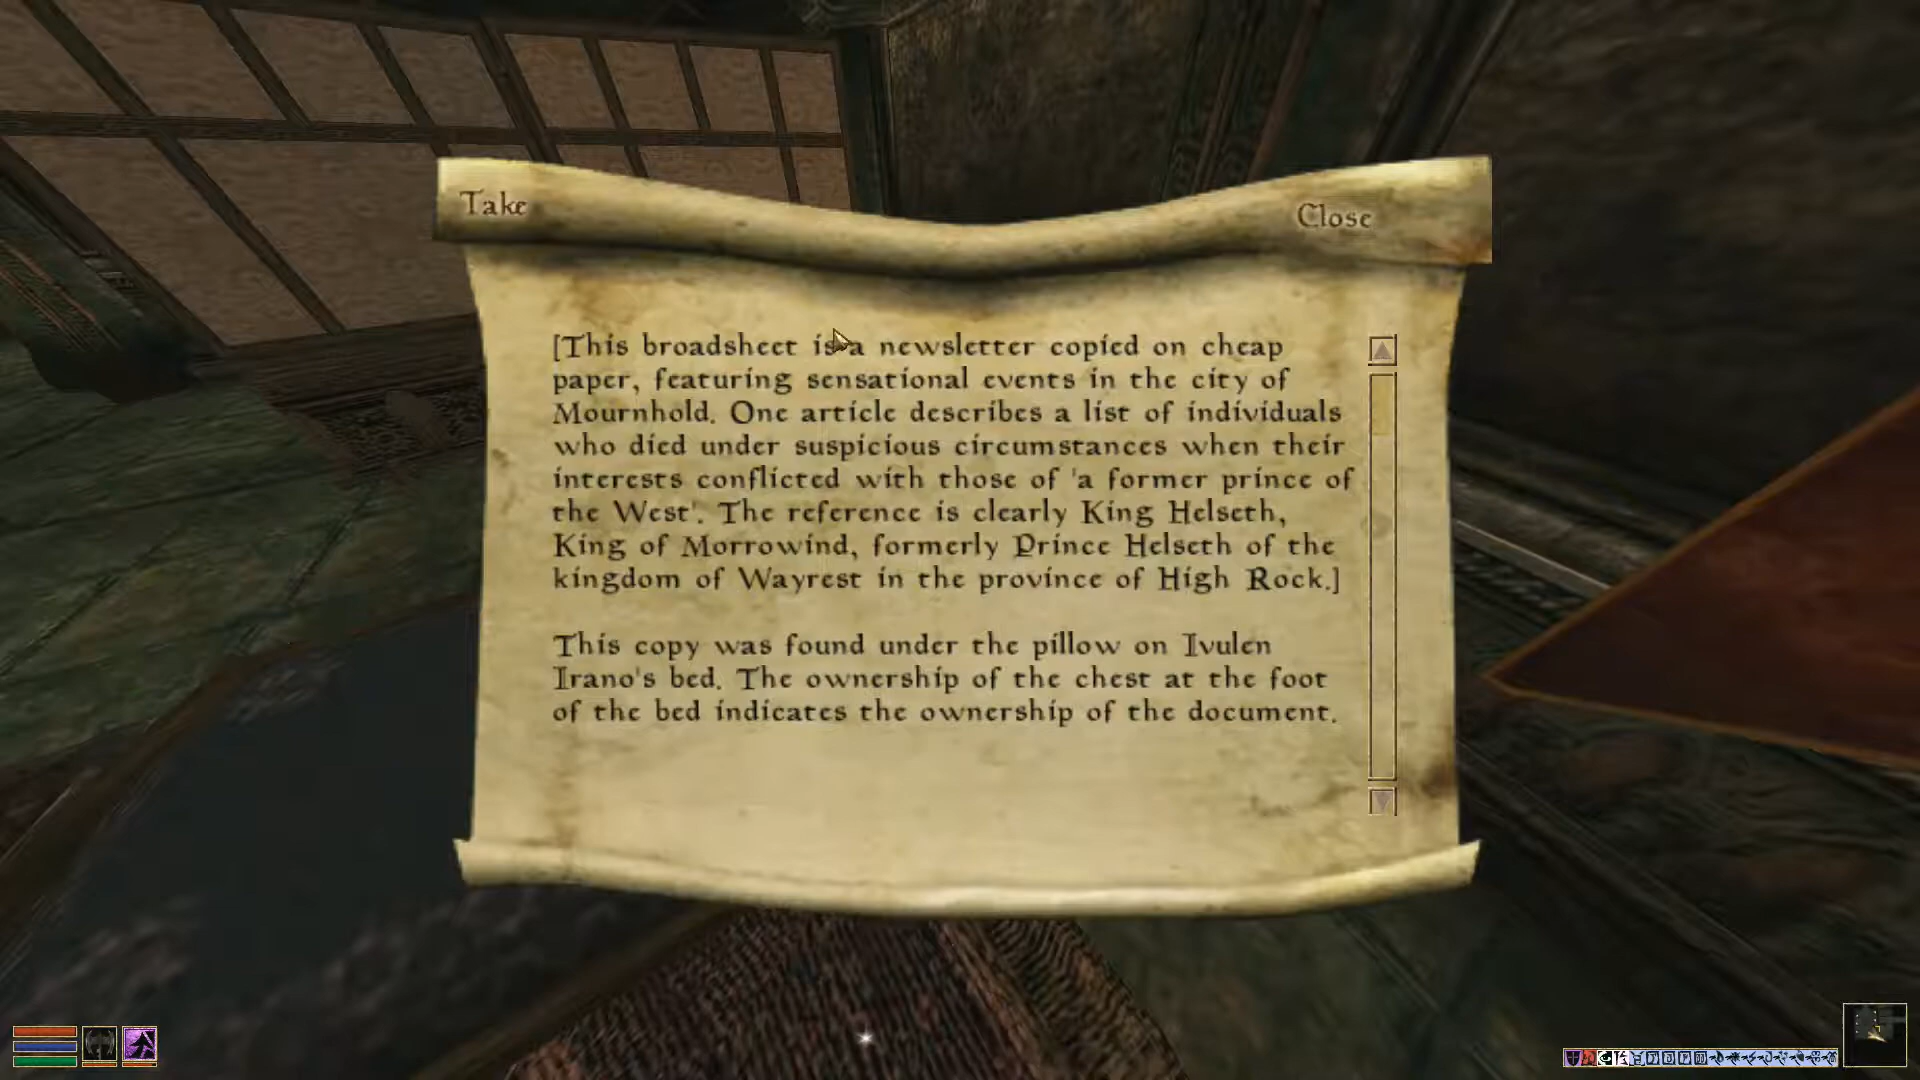 Take
Close
[This broadsheet is a newsletter copied on cheap
paper, featuring sensational events in the city of
Mournhold. One article describes a list of individuals
who died under suspicious circumstances when their
interests conflicted with those of 'a former prince of
the West'. The reference is clearly King Helseth,
King of Morrowind, formerly Prince Helseth of the
kingdom of Wayrest in the province of High Rock.]
This copy was found under the pillow on Ivulen
Irano's bed. The ownership of the chest at the foot
of the bed indicates the ownership of the document.